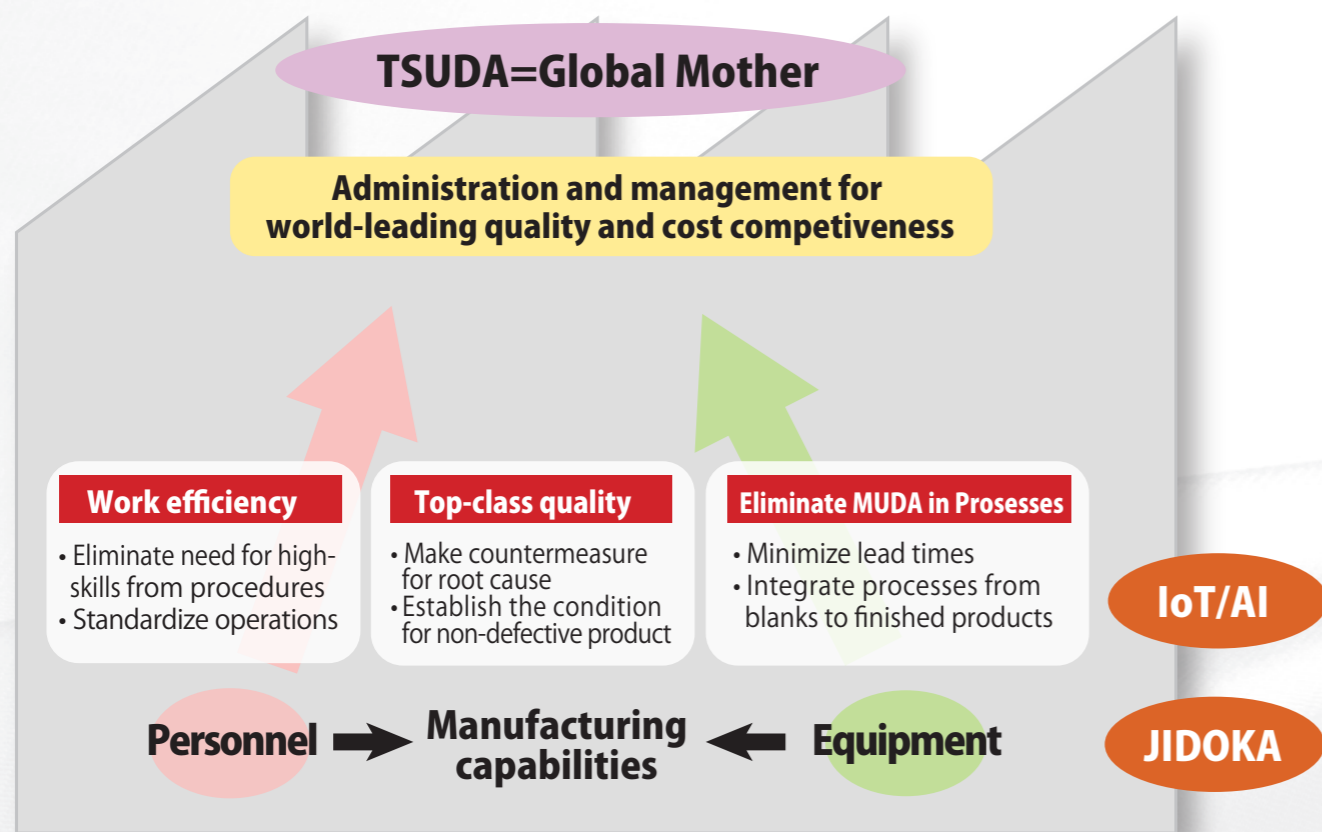 TSUDA=Global Mother
Administration and management for
world-leading quality and cost competiveness
Work efficiency
• Eliminate need for high-
skills from procedures
• Standardize operations
Top-class quality
• Make countermeasure
for root cause
• Establish the condition
for non-defective product
Eliminate MUDA in Prosesses
• Minimize lead times
• Integrate processes from
blanks to finished products
IoT/AI
Personnel
Manufacturing
capabilities
Equipment
JIDOKA